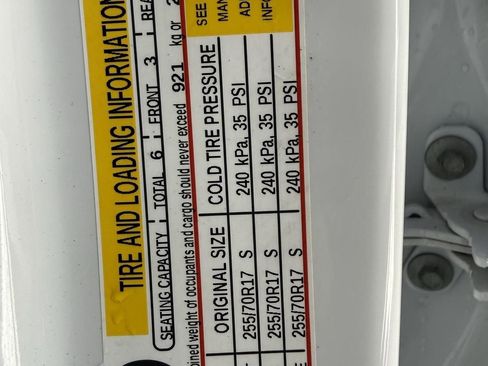 TIRE AND LOADING INFORMATION
SEATING CAPACITY TOTAL 6 FRONT 3
weight of occupants and cargo should never exceed 921 kg or
ORIGINAL SIZE COLD TIRE PRESSURE SEE
255/70R17 S 240 kPa, 35 PSI
255/70R17 S 240 kPa, 35 PSI
255/70R17 S 240 kPa, 35 PSI